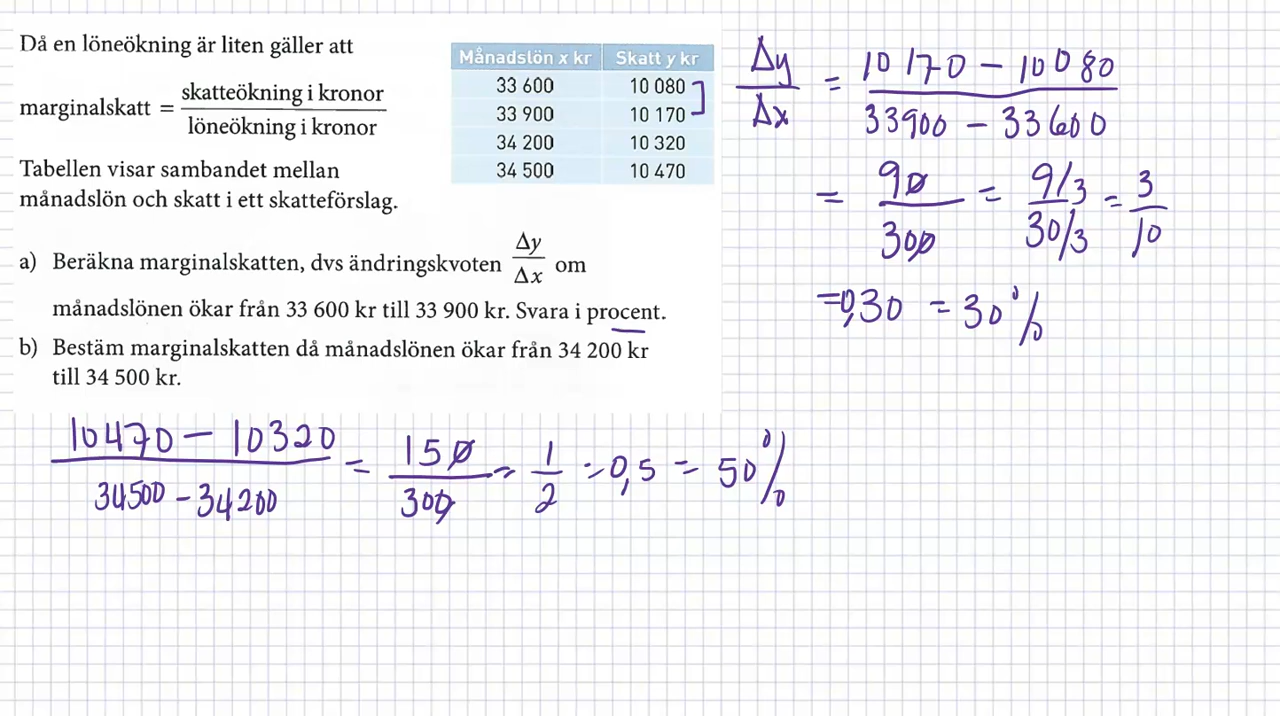 Då en löneökning är liten gäller att
marginalskatt = skatteökning i kronor / löneökning i kronor
Tabellen visar sambandet mellan
månadslön och skatt i ett skatteförslag.
Månadslön x kr Skatt y kr
33 600 10 080
33 900 10 170
34 200 10 320
34 500 10 470
a) Beräkna marginalskatten, dvs ändringskvoten Δy/Δx om
månadslönen ökar från 33 600 kr till 33 900 kr. Svara i procent.
b) Bestäm marginalskatten då månadslönen ökar från 34 200 kr
till 34 500 kr.
Δy/Δx = (10170 – 10080)/(33900 – 33600)
= 90/300 = (9/3)/(30/3) = 3/10
= 0,30 = 30%
(10470 – 10320)/(34500 – 34200) = 150/300 = 1/2 = 0,5 = 50%